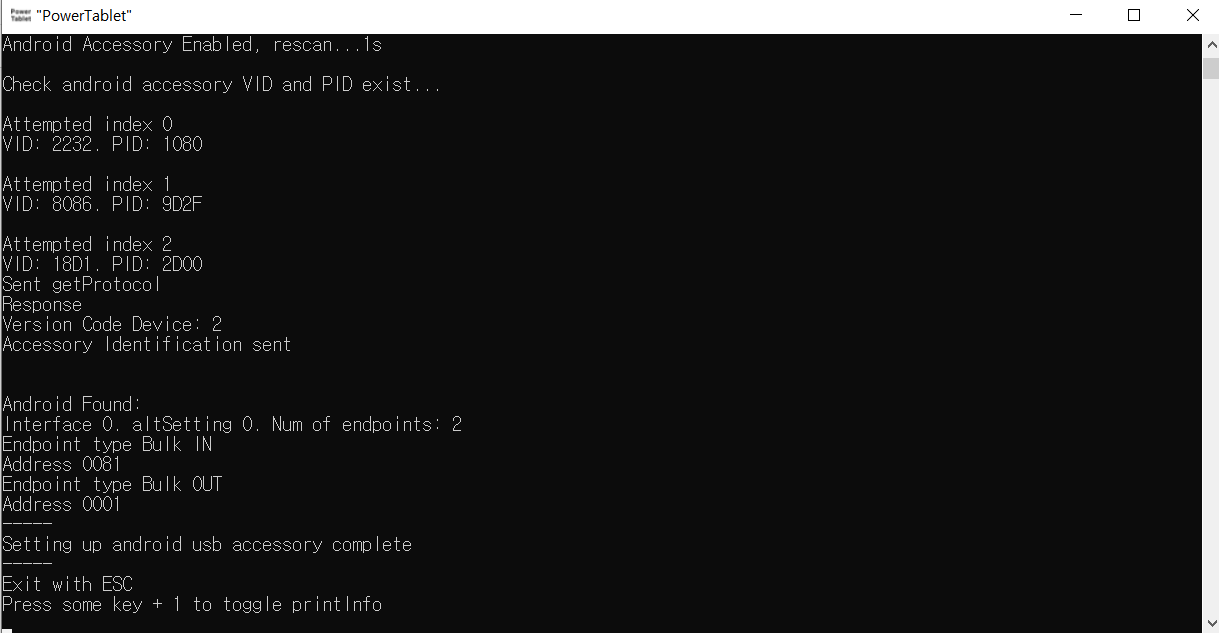 Power
Tablet
"PowerTablet"
Android Accessory Enabled, rescan...1s
Check android accessory VID and PID exist...
Attempted index 0
VID: 2232. PID: 1080
Attempted index 1
VID: 8086. PID: 9D2F
Attempted index 2
VID: 18D1. PID: 2D00
Sent getProtocol
Response
Version Code Device: 2
Accessory Identification sent
Android Found:
Interface 0. altSetting 0. Num of endpoints: 2
Endpoint type Bulk IN
Address 0081
Endpoint type Bulk OUT
Address 0001
-----
Setting up android usb accessory complete
-----
Exit with ESC
Press some key + 1 to toggle printInfo